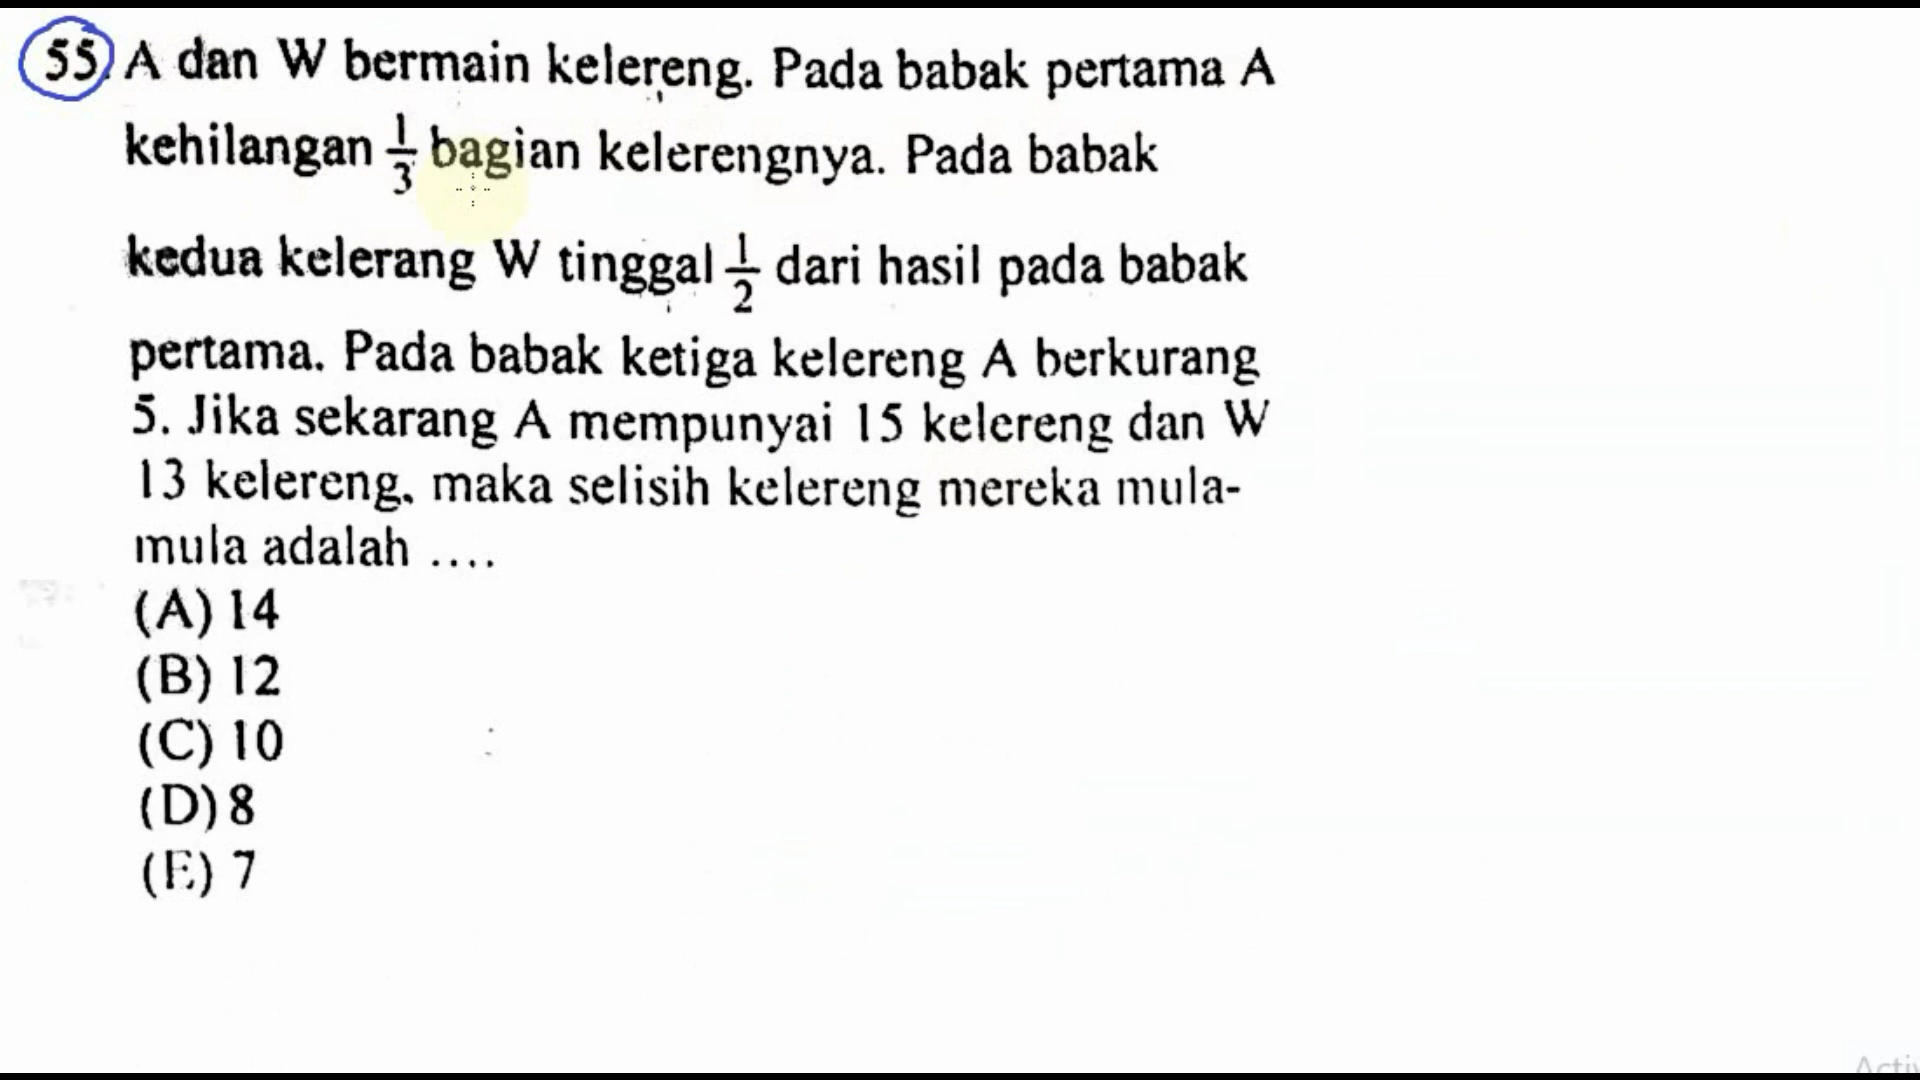 55. A dan W bermain kelereng. Pada babak pertama A
kehilangan 1/3 bagian kelerengnya. Pada babak
kedua kelerang W tinggal 1/2 dari hasil pada babak
pertama. Pada babak ketiga kelereng A berkurang
5. Jika sekarang A mempunyai 15 kelereng dan W
13 kelereng, maka selisih kelereng mereka mula-
mula adalah ....
(A) 14
(B) 12
(C) 10
(D) 8
(E) 7